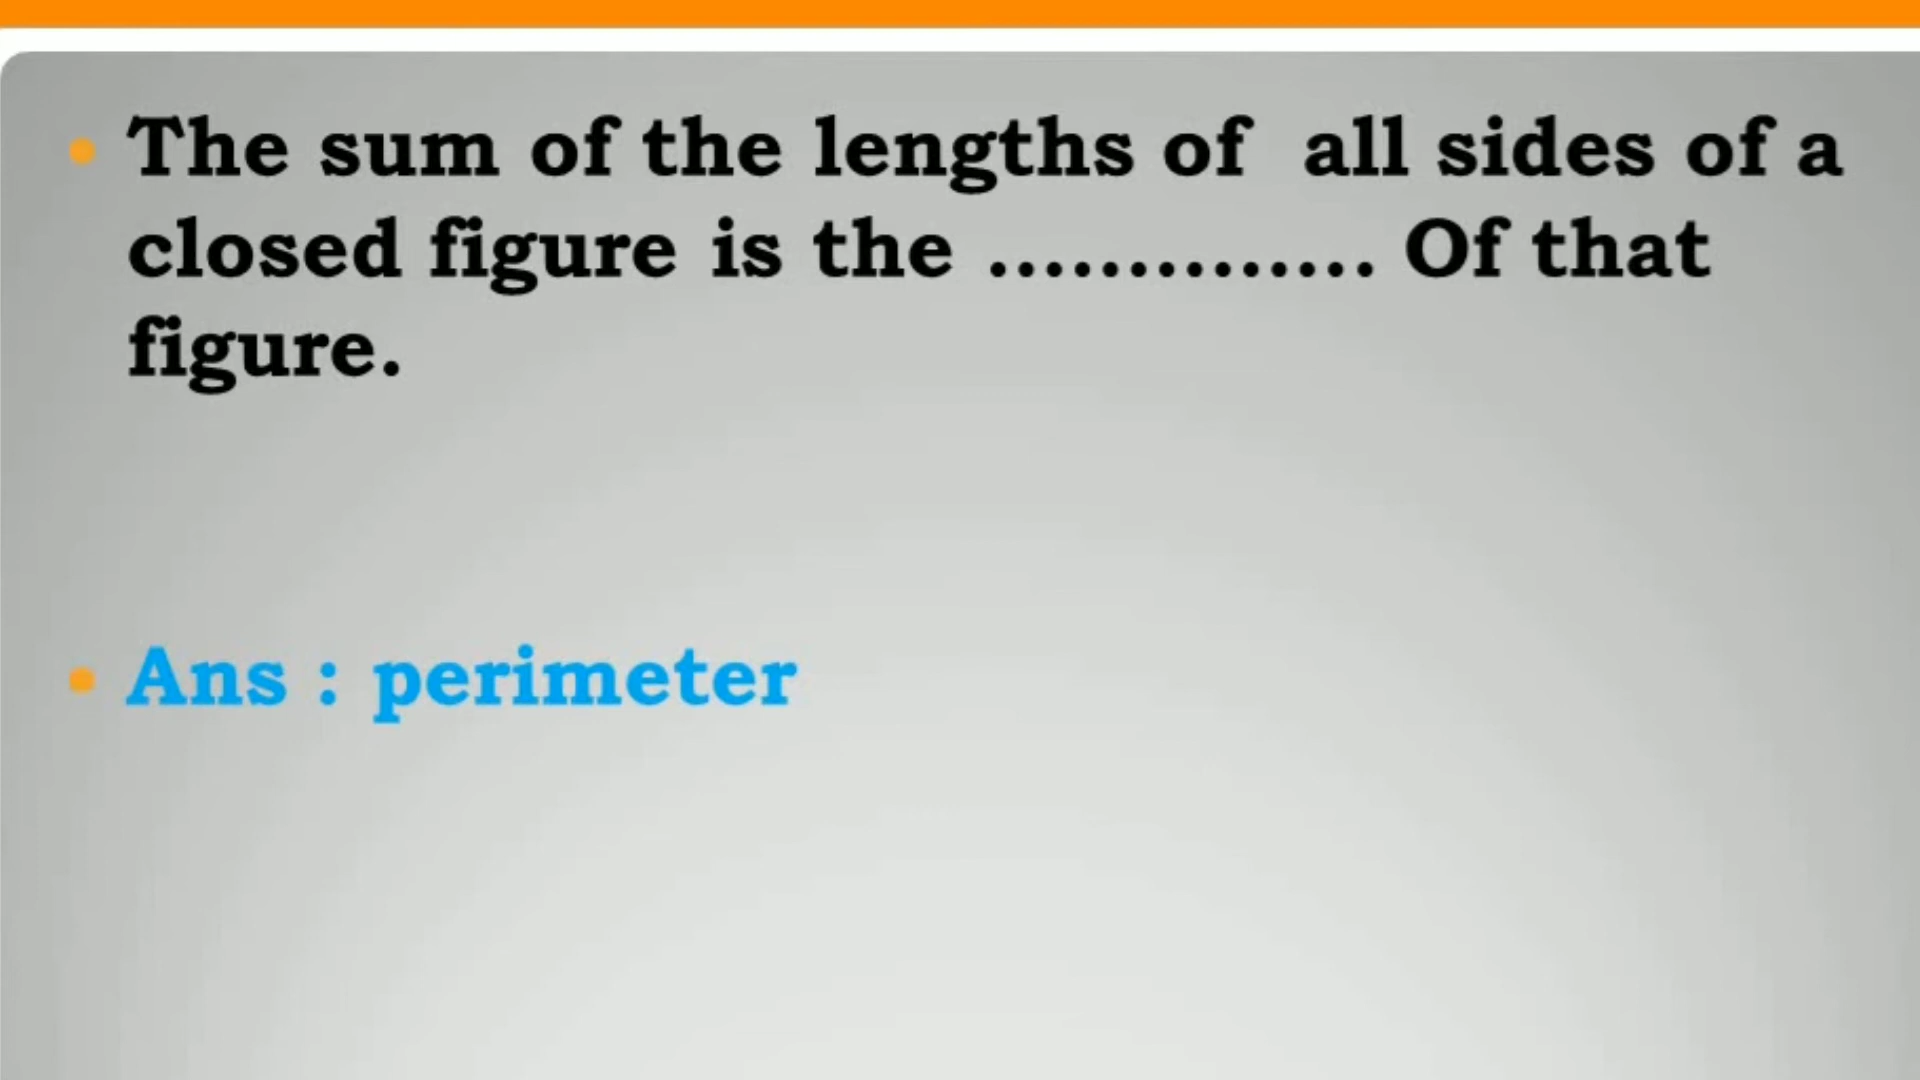 The sum of the lengths of all sides of a
closed figure is the .............. Of that
figure.
Ans : perimeter